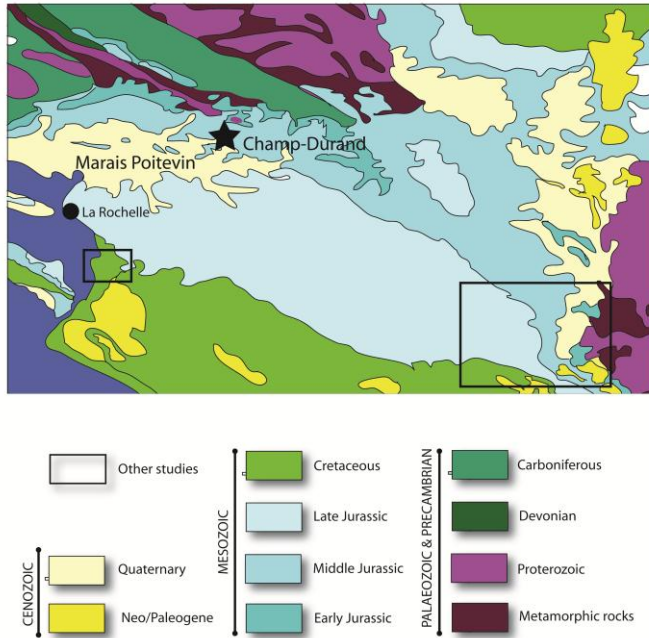 Champ-Durand
Marais Poitevin
La Rochelle
Other studies
CENOZOIC
Quaternary
Neo/Paleogene
MESOZOIC
Cretaceous
Late Jurassic
Middle Jurassic
Early Jurassic
PALAEOZOIC & PRECAMBRIAN
Carboniferous
Devonian
Proterozoic
Metamorphic rocks